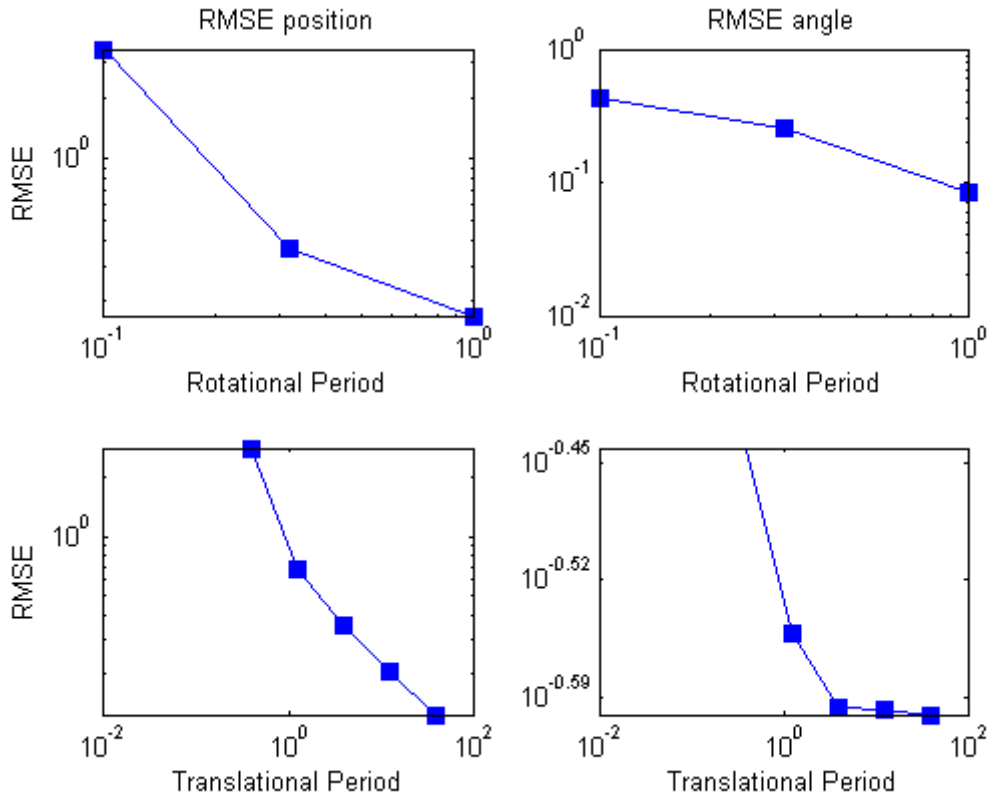 RMSE position
RMSE angle
RMSE
10^0
10^-1
10^0
Rotational Period
10^0
10^-1
10^-2
10^-1
10^0
Rotational Period
RMSE
10^0
10^-2
10^0
10^2
Translational Period
10^-0.45
10^-0.52
10^-0.59
10^-2
10^0
10^2
Translational Period